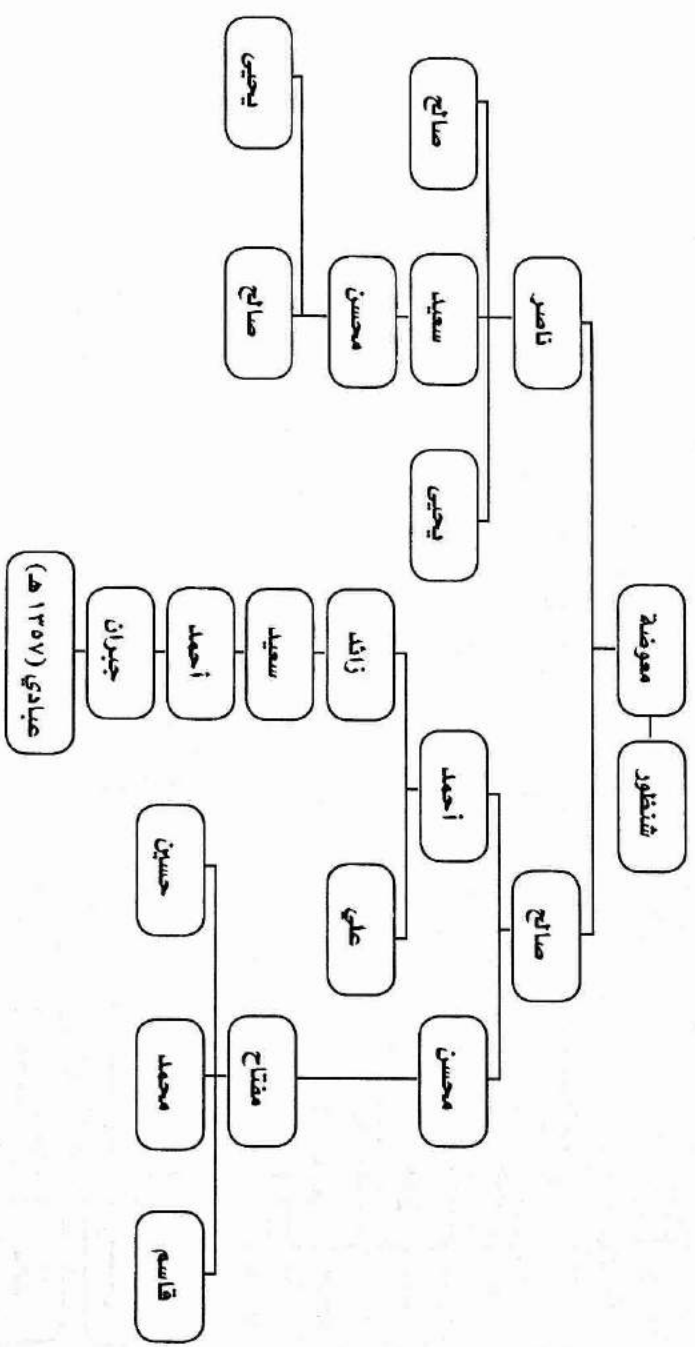 شنظور
معوضة
صالح
ناصر
محسن
أحمد
يحيى
سعيد
صالح
علي
زائد
محسن
مفتاح
سعيد
صالح
يحيى
قاسم
محمد
حسين
أحمد
جبران
عبادي (١٣٥٧ هـ)